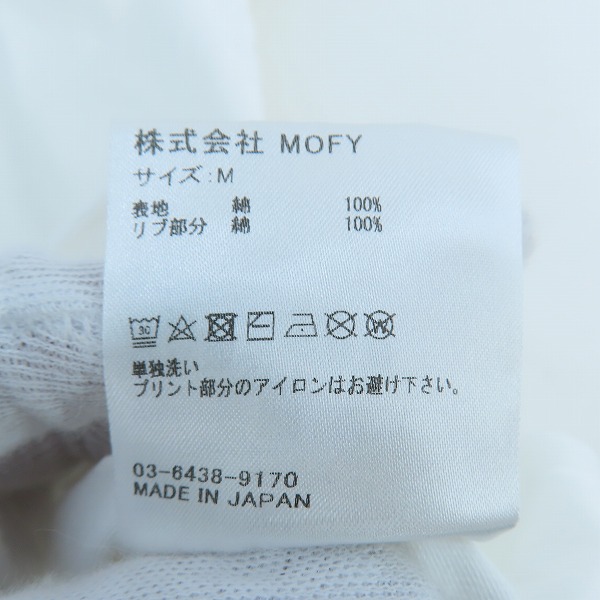 株式会社 MOFY
サイズ:M
表地 綿 100%
リブ部分 綿 100%
30 W
単独洗い
プリント部分のアイロンはお避け下さい。
03-6438-9170
MADE IN JAPAN